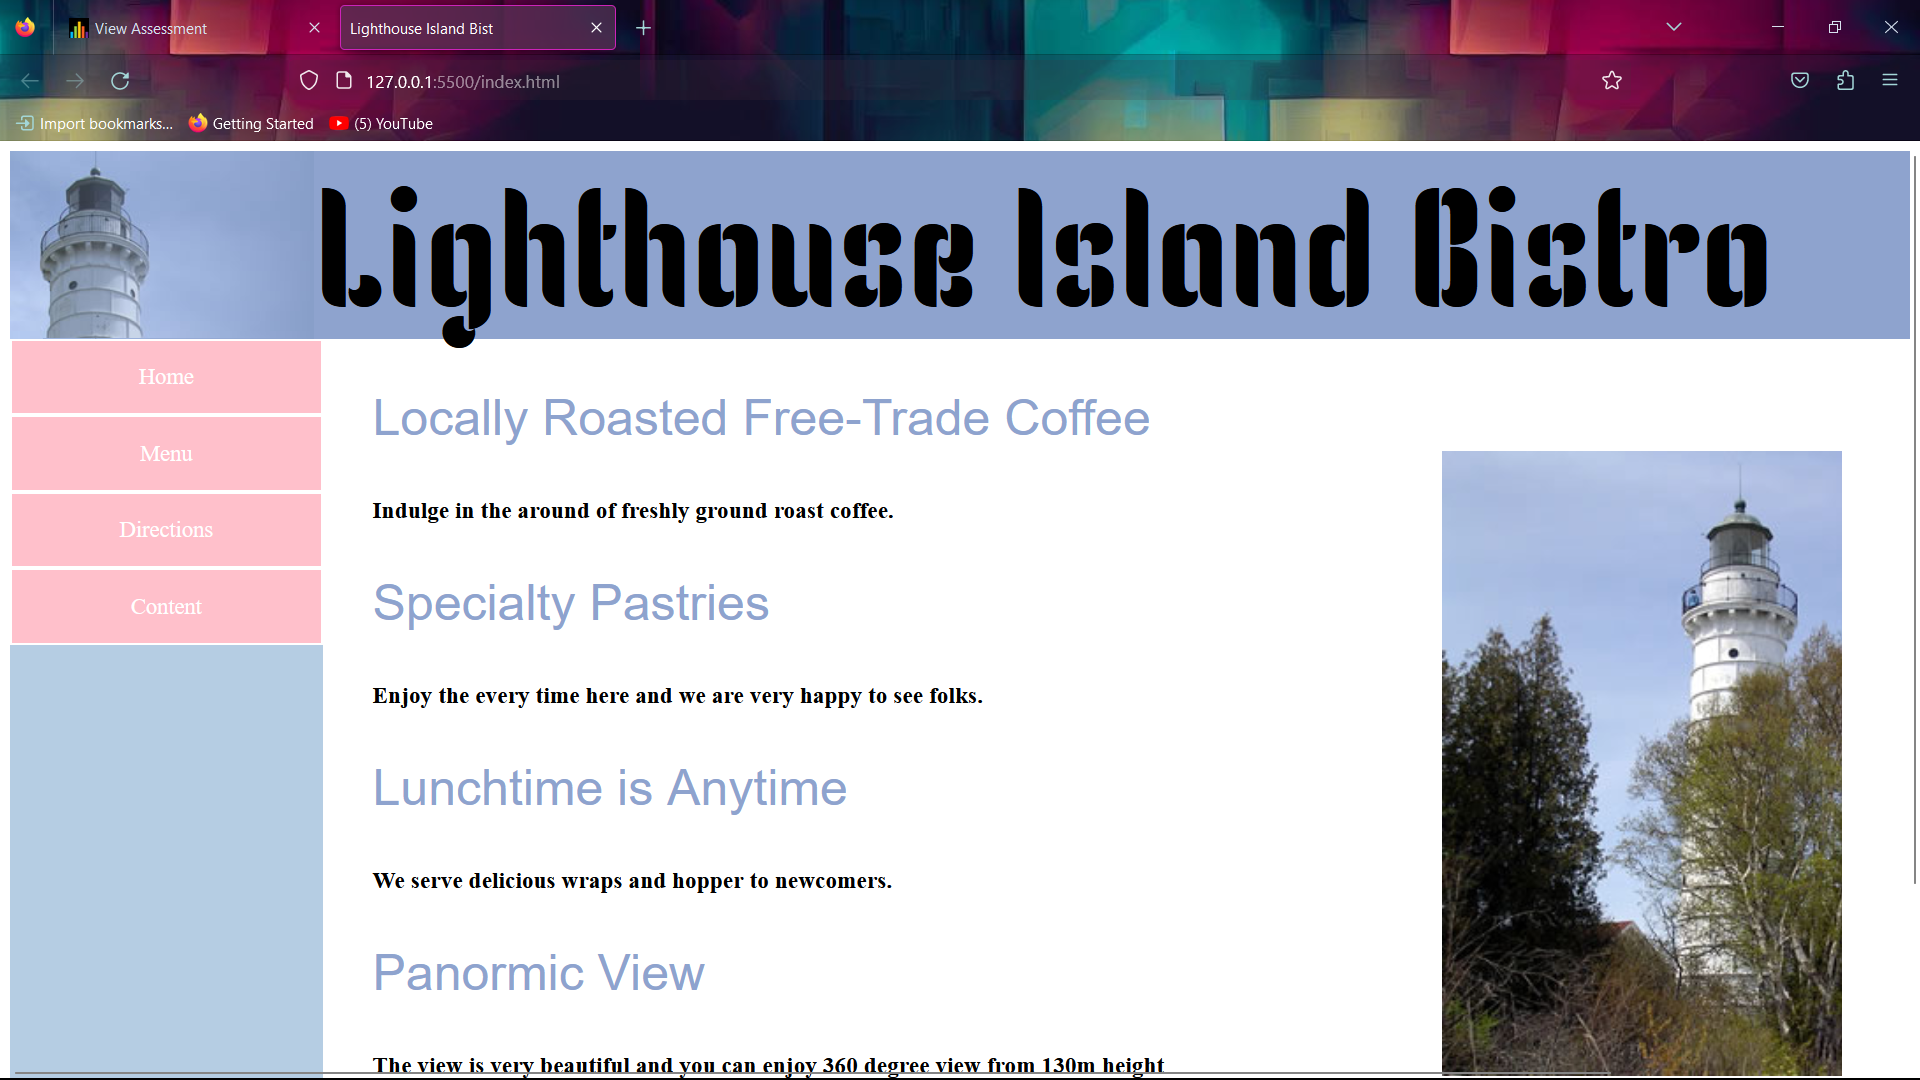 View Assessment
Lighthouse Island Bist
127.0.0.1:5500/index.html
Import bookmarks...
Getting Started
(5) YouTube
Lighthouse Island Bistro
Home
Menu
Directions
Content
Locally Roasted Free-Trade Coffee
Indulge in the around of freshly ground roast coffee.
Specialty Pastries
Enjoy the every time here and we are very happy to see folks.
Lunchtime is Anytime
We serve delicious wraps and hopper to newcomers.
Panormic View
The view is very beautiful and you can enjoy 360 degree view from 130m height